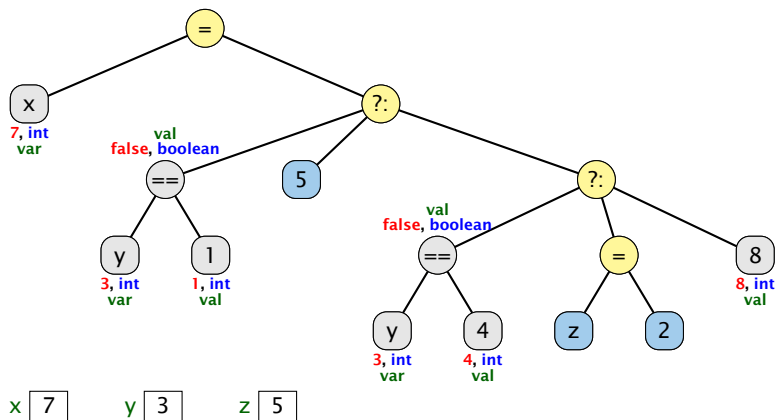 =
x
7, int
var
?:
val
false, boolean
==
5
?:
y
3, int
var
1
1, int
val
val
false, boolean
==
=
8
8, int
val
y
3, int
var
4
4, int
val
z
2
x 7 y 3 z 5